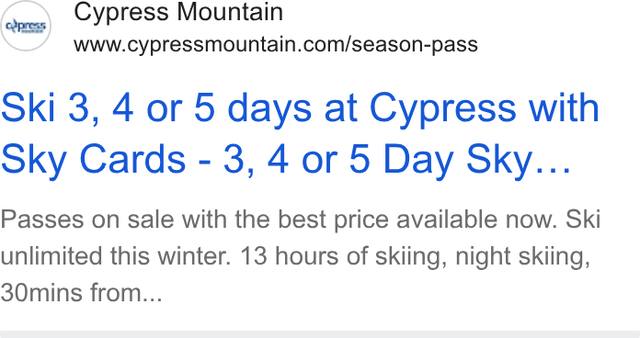 cypress
Cypress Mountain
www.cypressmountain.com/season-pass
Ski 3, 4 or 5 days at Cypress with
Sky Cards - 3, 4 or 5 Day Sky…
Passes on sale with the best price available now. Ski
unlimited this winter. 13 hours of skiing, night skiing,
30mins from...